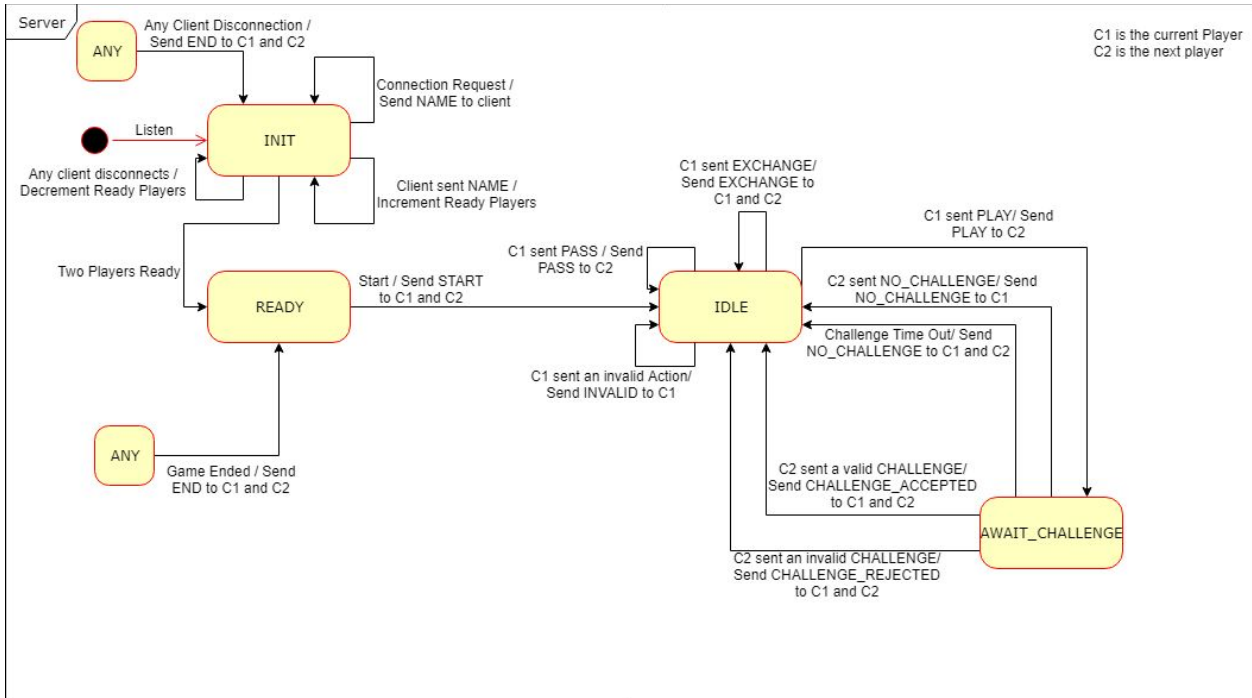 Server
Any Client Disconnection /
Send END to C1 and C2
ANY
C1 is the current Player
C2 is the next player
Connection Request /
Send NAME to client
Listen
INIT
Any client disconnects /
Decrement Ready Players
Client sent NAME /
Increment Ready Players
C1 sent EXCHANGE/
Send EXCHANGE to
C1 and C2
C1 sent PLAY/ Send
PLAY to C2
C1 sent PASS / Send
PASS to C2
Two Players Ready
READY
Start / Send START
to C1 and C2
IDLE
C2 sent NO_CHALLENGE/ Send
NO_CHALLENGE to C1
Challenge Time Out/ Send
NO_CHALLENGE to C1 and C2
C1 sent an invalid Action/
Send INVALID to C1
ANY
Game Ended / Send
END to C1 and C2
C2 sent a valid CHALLENGE/
Send CHALLENGE_ACCEPTED
to C1 and C2
AWAIT_CHALLENGE
C2 sent an invalid CHALLENGE/
Send CHALLENGE_REJECTED
to C1 and C2